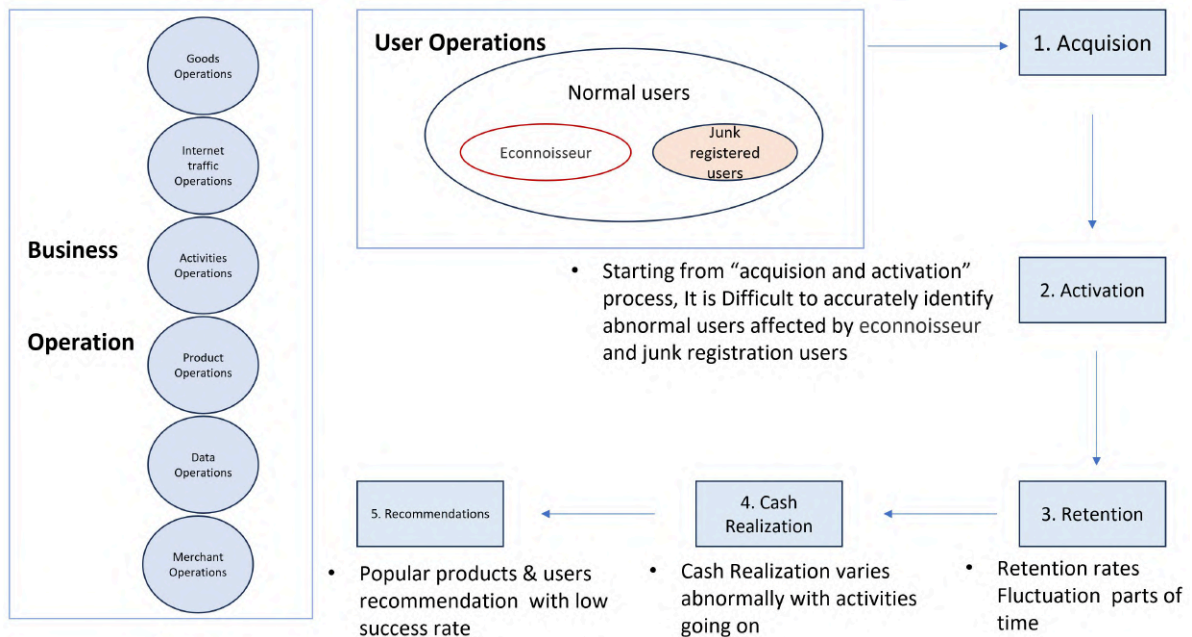 Business
Operation
Goods
Operations
Internet
traffic
Operations
Activities
Operations
Product
Operations
Data
Operations
Merchant
Operations
User Operations
Normal users
Econnoisseur
Junk
registered
users
1. Acquision
• Starting from “acquision and activation”
process, It is Difficult to accurately identify
abnormal users affected by econnoisseur
and junk registration users
2. Activation
3. Retention
• Retention rates
Fluctuation parts of
time
4. Cash
Realization
• Cash Realization varies
abnormally with activities
going on
5. Recommendations
• Popular products & users
recommendation with low
success rate